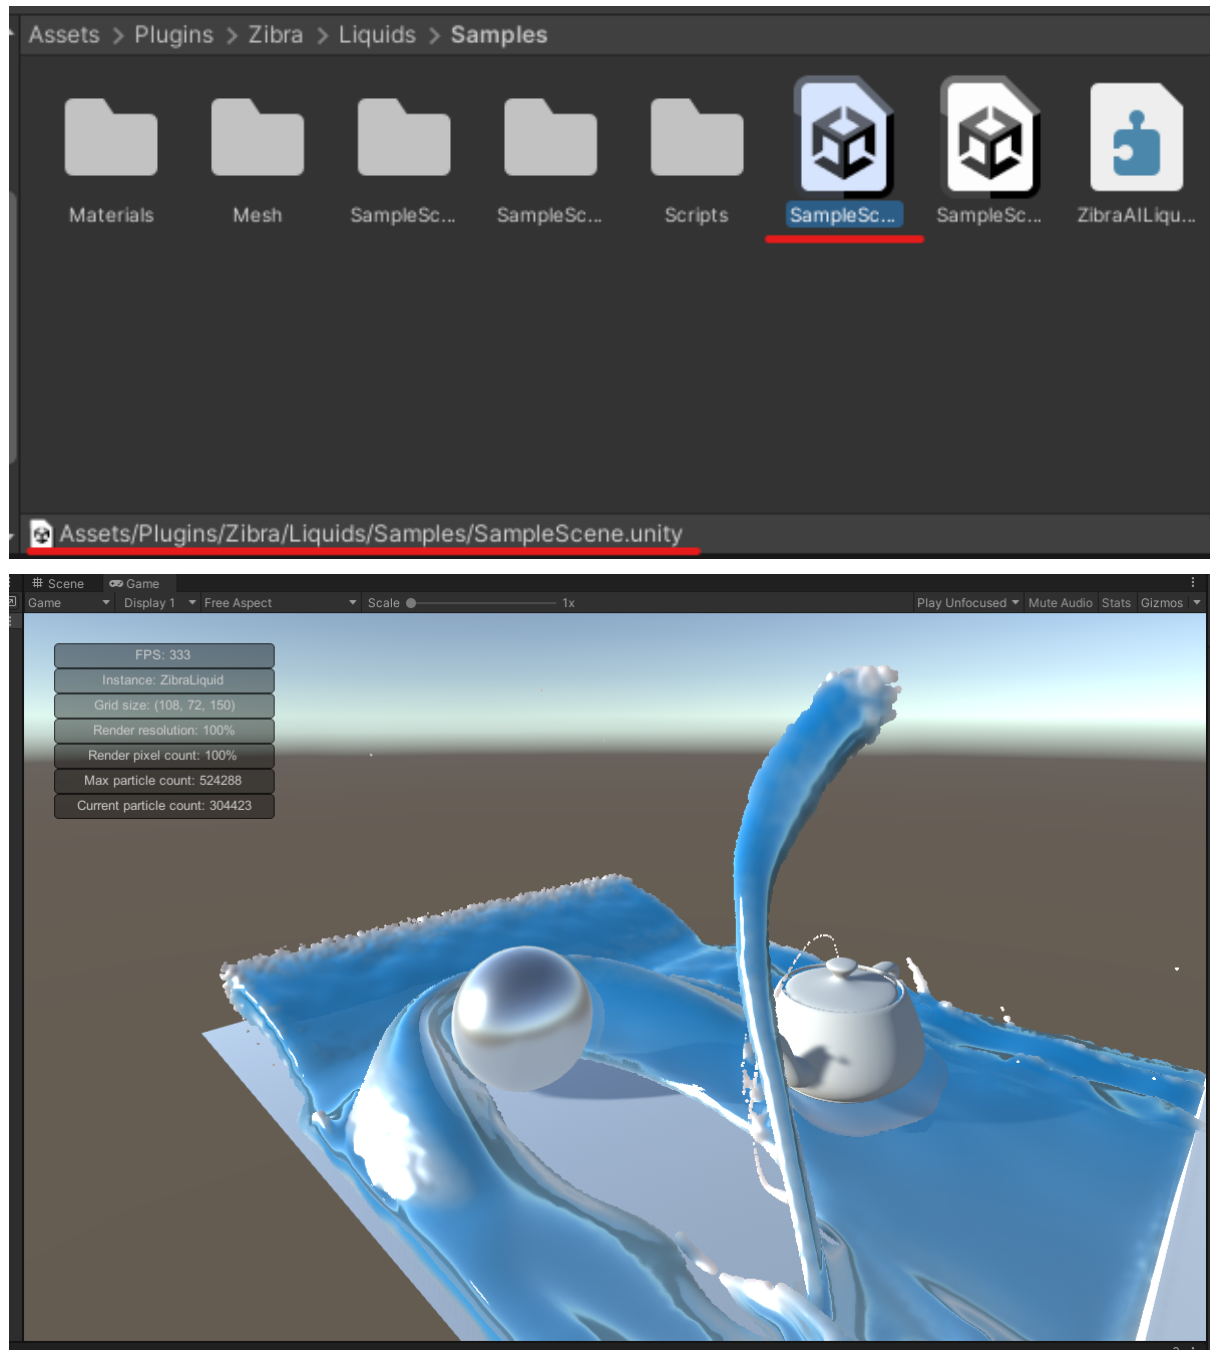 Assets > Plugins > Zibra > Liquids > Samples
Materials
Mesh
SampleSc...
SampleSc...
Scripts
SampleSc...
SampleSc...
ZibraAILiqu...
Assets/Plugins/Zibra/Liquids/Samples/SampleScene.unity
Scene
Game
Game
Display 1
Free Aspect
Scale
1x
Play Unfocused
Mute Audio
Stats
Gizmos
FPS: 333
Instance: ZibraLiquid
Grid size: (108, 72, 150)
Render resolution: 100%
Render pixel count: 100%
Max particle count: 524288
Current particle count: 304423